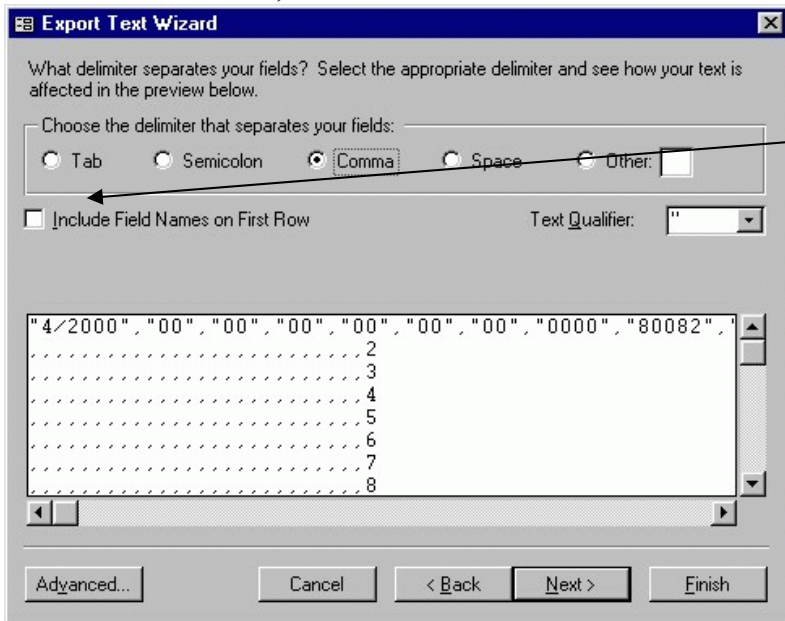 Export Text Wizard
What delimiter separates your fields? Select the appropriate delimiter and see how your text is
affected in the preview below.
Choose the delimiter that separates your fields:
Tab Semicolon Comma Space Other:
Include Field Names on First Row Text Qualifier: "
"4/2000","00","00","00","00","00","00","0000","80082","
,,,,,,,,,,,,,,,,,,,,,,,,,2
,,,,,,,,,,,,,,,,,,,,,,,,,3
,,,,,,,,,,,,,,,,,,,,,,,,,4
,,,,,,,,,,,,,,,,,,,,,,,,,5
,,,,,,,,,,,,,,,,,,,,,,,,,6
,,,,,,,,,,,,,,,,,,,,,,,,,7
,,,,,,,,,,,,,,,,,,,,,,,,,8
Advanced... Cancel < Back Next > Finish